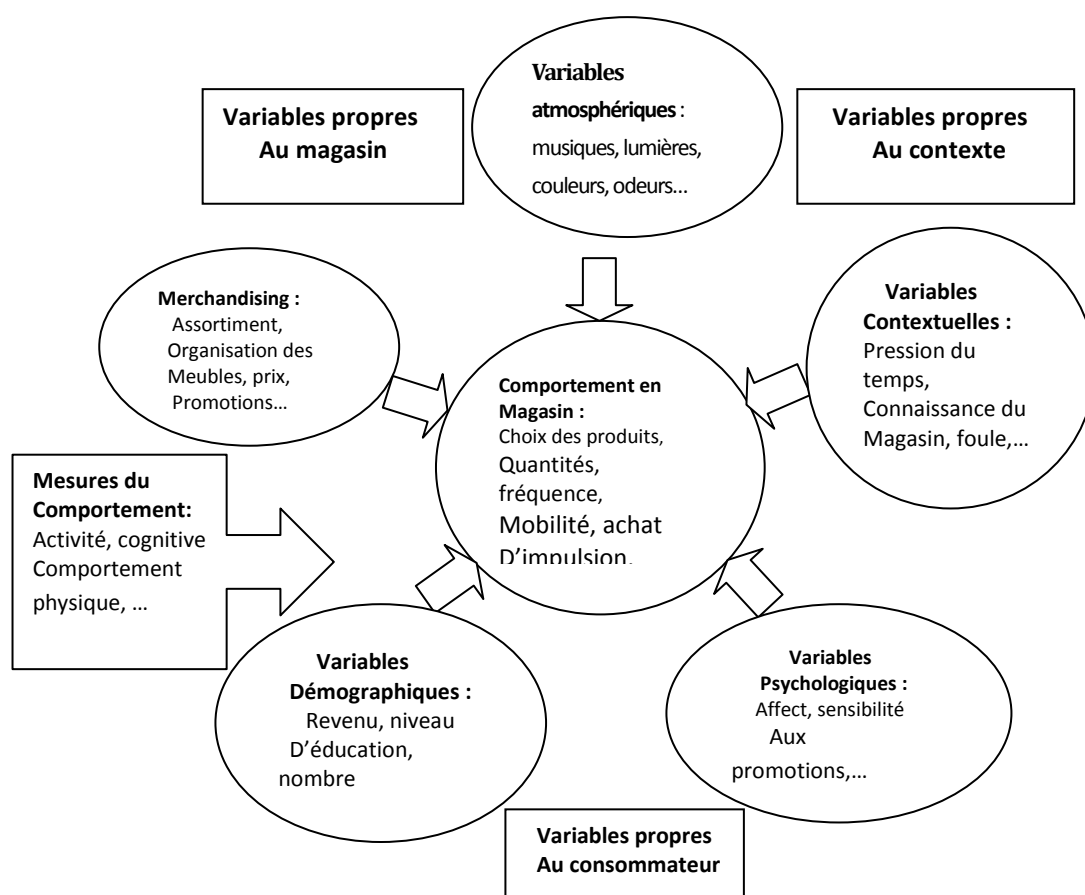 Variables
atmosphériques :
musiques, lumières,
couleurs, odeurs…
Variables propres
Au magasin
Variables propres
Au contexte
Merchandising :
Assortiment,
Organisation des
Meubles, prix,
Promotions…
Variables
Contextuelles :
Pression du
temps,
Connaissance du
Magasin, foule,…
Comportement en
Magasin :
Choix des produits,
Quantités,
fréquence,
Mobilité, achat
D’impulsion.
Mesures du
Comportement:
Activité, cognitive
Comportement
physique, …
Variables
Démographiques :
Revenu, niveau
D’éducation,
nombre
Variables
Psychologiques :
Affect, sensibilité
Aux
promotions,…
Variables propres
Au consommateur